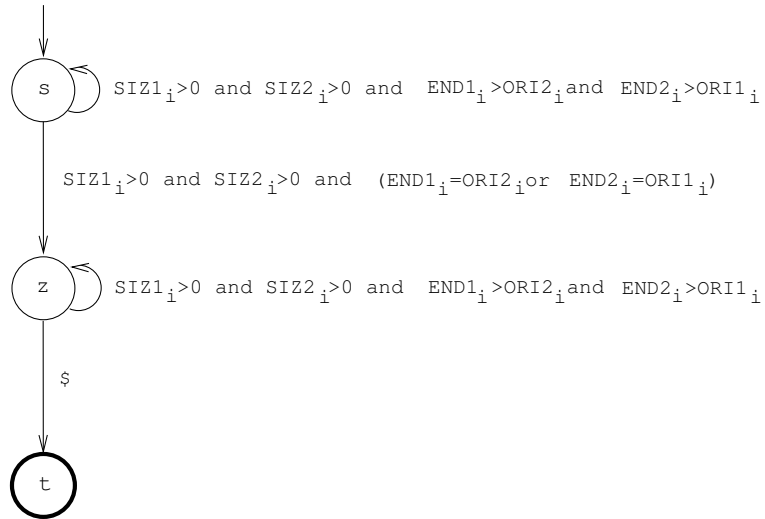 s SIZ1i>0 and SIZ2i>0 and END1i>ORI2i and END2i>ORI1i
SIZ1i>0 and SIZ2i>0 and (END1i=ORI2i or END2i=ORI1i)
z SIZ1i>0 and SIZ2i>0 and END1i>ORI2i and END2i>ORI1i
$
t